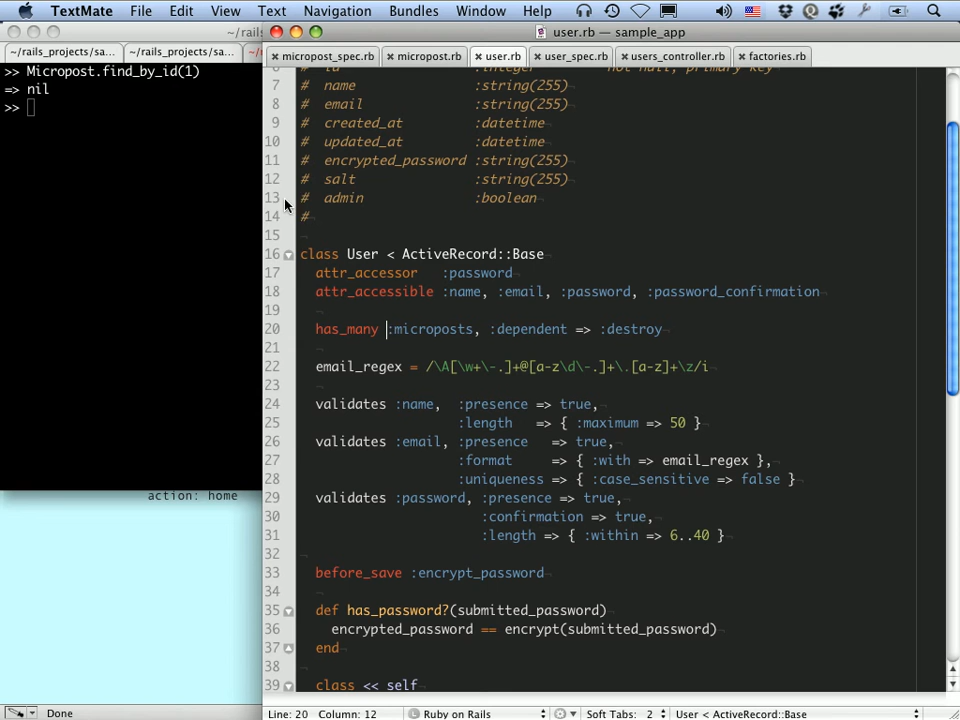 TextMate File Edit View Text Navigation Bundles Window Help
~/rails_
user.rb — sample_app
~/rails_projects/sa... ~/rails_projects/sa...
micropost_spec.rb micropost.rb user.rb user_spec.rb users_controller.rb factories.rb
>> Micropost.find_by_id(1)
=> nil
>>
7 # name :string(255)
8 # email :string(255)
9 # created_at :datetime
10 # updated_at :datetime
11 # encrypted_password :string(255)
12 # salt :string(255)
13 # admin :boolean
14 #
15
16 class User < ActiveRecord::Base
17 attr_accessor :password
18 attr_accessible :name, :email, :password, :password_confirmation
19
20 has_many :microposts, :dependent => :destroy
21
22 email_regex = /\A[\w+\-.]+@[a-z\d\-.]+\.[a-z]+\z/i
23
24 validates :name, :presence => true,
25 :length => { :maximum => 50 }
26 validates :email, :presence => true,
27 :format => { :with => email_regex },
28 :uniqueness => { :case_sensitive => false }
29 validates :password, :presence => true,
30 :confirmation => true,
31 :length => { :within => 6..40 }
32
33 before_save :encrypt_password
34
35 def has_password?(submitted_password)
36 encrypted_password == encrypt(submitted_password)
37 end
38
39 class << self
action: home
Done
Line: 20 Column: 12 Ruby on Rails Soft Tabs: 2 User < ActiveRecord::Base